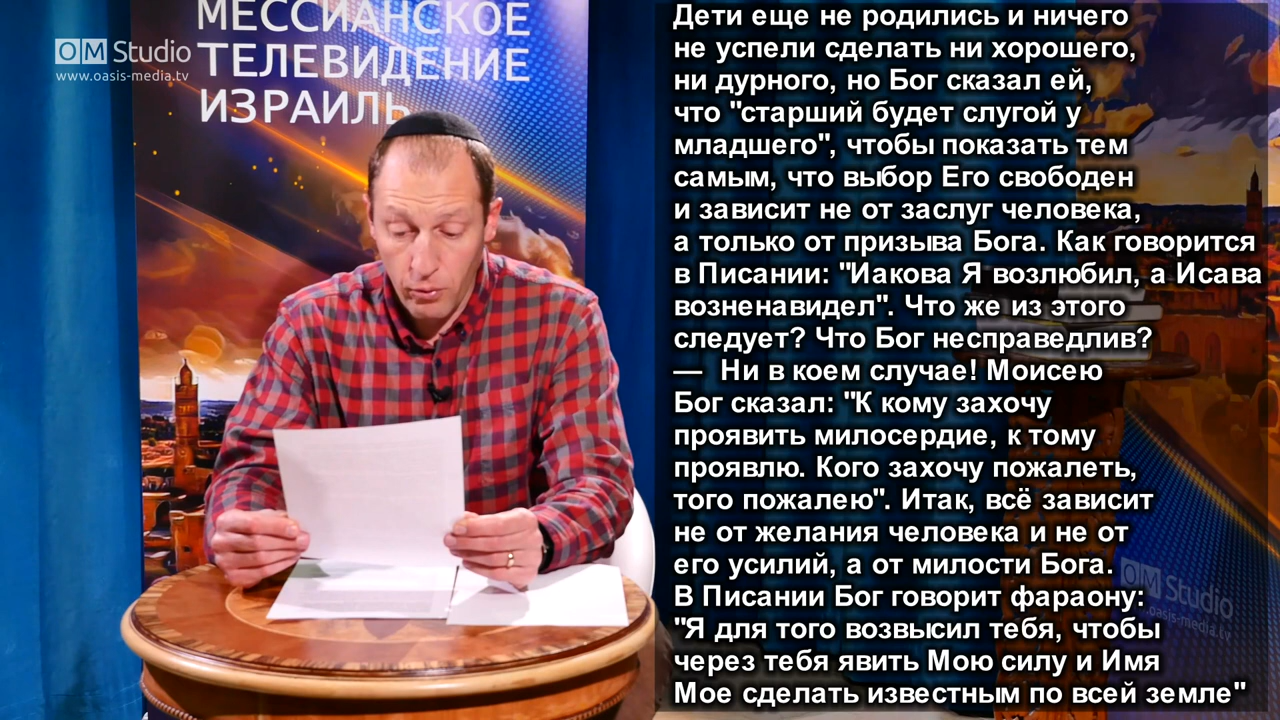 OM Studio
www.oasis-media.tv
МЕССИАНСКОЕ
ТЕЛЕВИДЕНИЕ
ИЗРАИЛЬ
Дети еще не родились и ничего
не успели сделать ни хорошего,
ни дурного, но Бог сказал ей,
что "старший будет слугой у
младшего", чтобы показать тем
самым, что выбор Его свободен
и зависит не от заслуг человека,
а только от призыва Бога. Как говорится
в Писании: "Иакова Я возлюбил, а Исава
возненавидел". Что же из этого
следует? Что Бог несправедлив?
— Ни в коем случае! Моисею
Бог сказал: "К кому захочу
проявить милосердие, к тому
проявлю. Кого захочу пожалеть,
того пожалею". Итак, всё зависит
не от желания человека и не от
его усилий, а от милости Бога.
В Писании Бог говорит фараону:
"Я для того возвысил тебя, чтобы
через тебя явить Мою силу и Имя
Мое сделать известным по всей земле"
OM Studio
oasis-media.tv